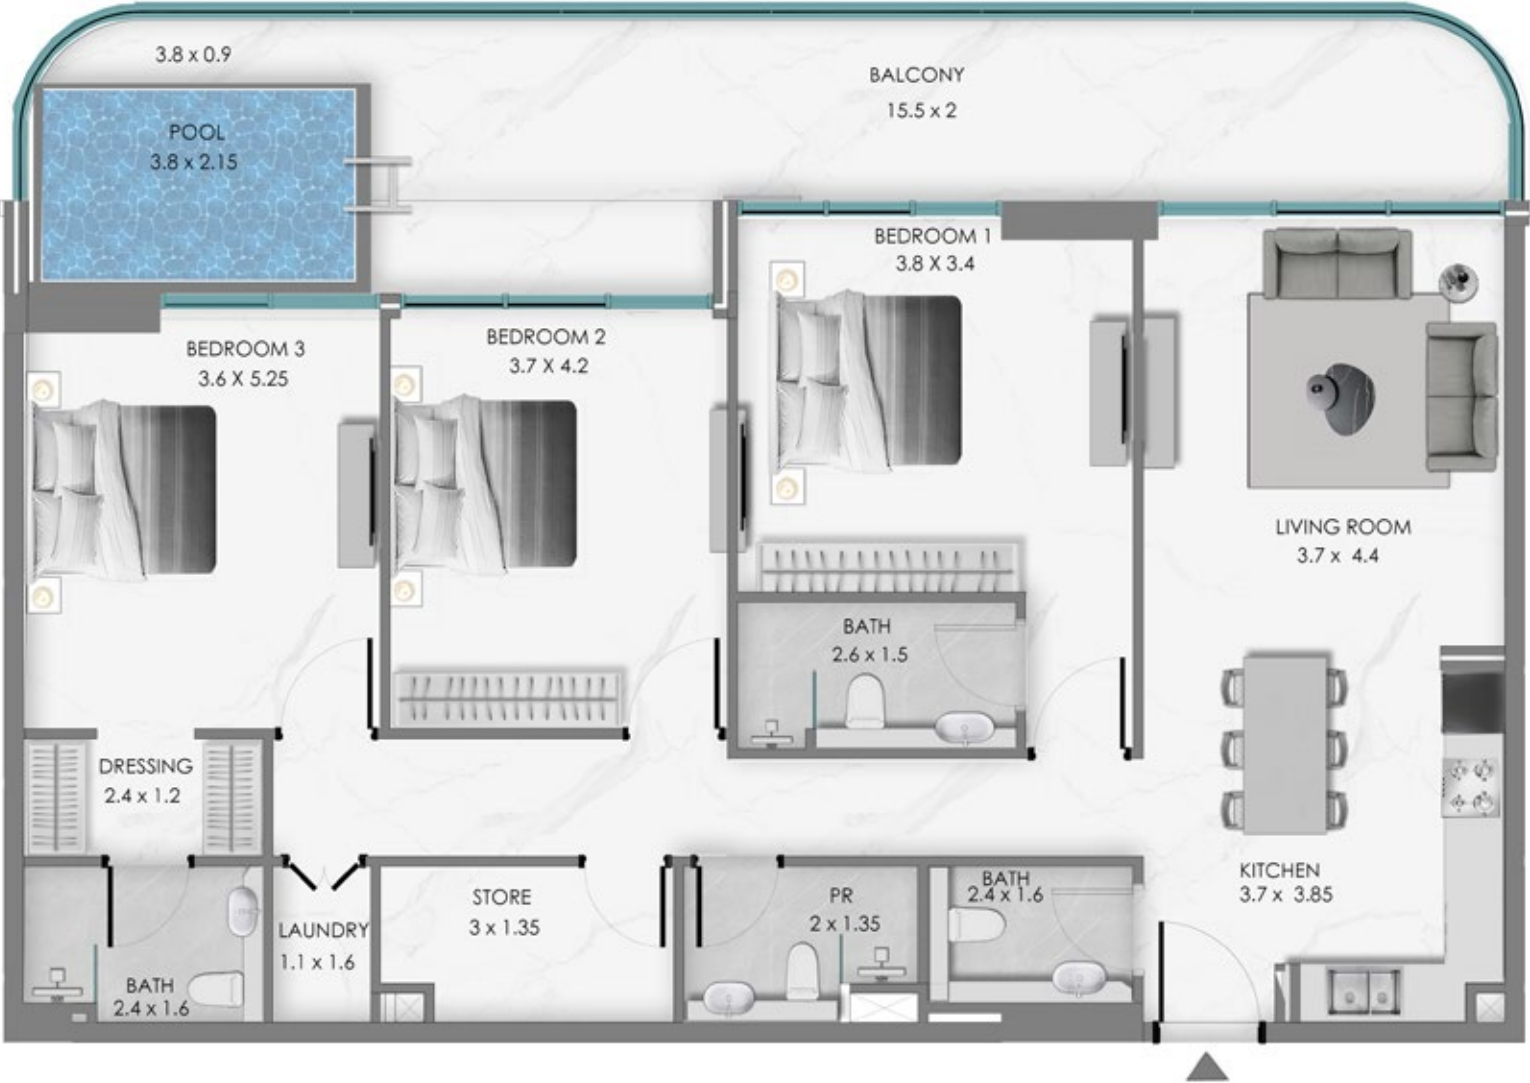 3.8 x 0.9
BALCONY
15.5 x 2
POOL
3.8 x 2.15
BEDROOM 1
3.8 X 3.4
BEDROOM 2
3.7 X 4.2
BEDROOM 3
3.6 X 5.25
LIVING ROOM
3.7 x 4.4
BATH
2.6 x 1.5
DRESSING
2.4 x 1.2
KITCHEN
3.7 x 3.85
BATH
2.4 x 1.6
STORE
3 x 1.35
PR
2 x 1.35
LAUNDRY
1.1 x 1.6
BATH
2.4 x 1.6